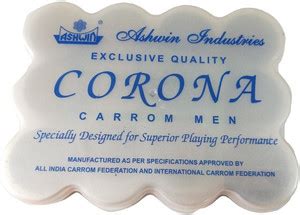 ASHWIN
Ashwin Industries
EXCLUSIVE QUALITY
CORONA
CARROM MEN
Specially Designed for Superior Playing Performance
MANUFACTURED AS PER SPECIFICATIONS APPROVED BY
ALL INDIA CARROM FEDERATION AND INTERNATIONAL CARROM FEDERATION